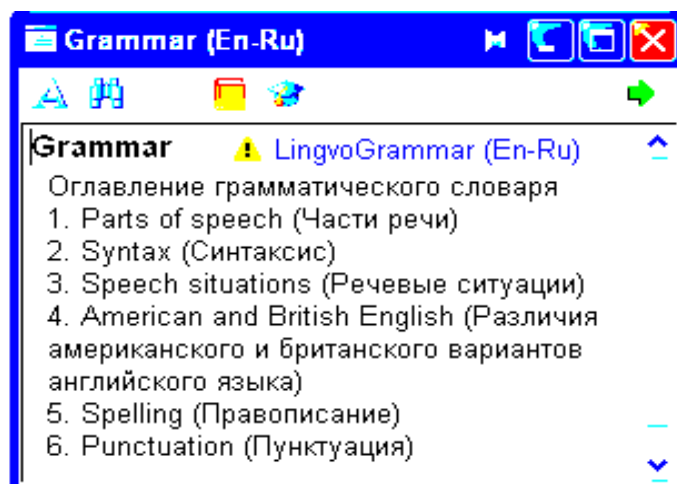 Grammar (En-Ru)
Grammar LingvoGrammar (En-Ru)
Оглавление грамматического словаря
1. Parts of speech (Части речи)
2. Syntax (Синтаксис)
3. Speech situations (Речевые ситуации)
4. American and British English (Различия
американского и британского вариантов
английского языка)
5. Spelling (Правописание)
6. Punctuation (Пунктуация)